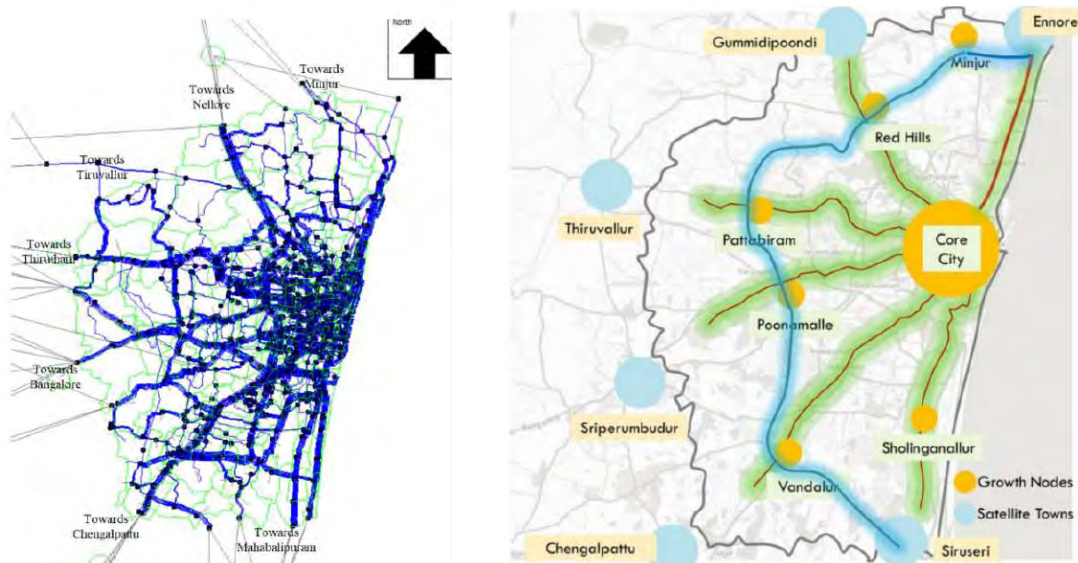 North
Towards
Minjur
Towards
Nellore
Towards
Tiruvallur
Towards
Thiruthani
Towards
Bangalore
Towards
Chengalpattu
Towards
Mahabalipuram
Ennore
Gummidipoondi
Minjur
Red Hills
Thiruvallur
Pattabiram
Core
City
Poonamalle
Sriperumbudur
Sholinganallur
Vandalur
Growth Nodes
Satellite Towns
Chengalpattu
Siruseri